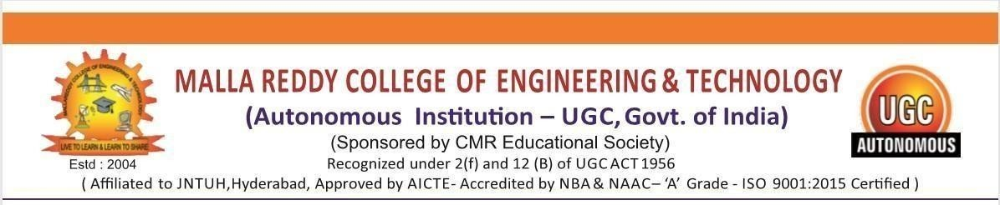 MALLA REDDY COLLEGE OF ENGINEERING & TECHNOLOGY
MALLA REDDY COLLEGE OF ENGINEERING & TECHNOLOGY
(Autonomous Institution – UGC, Govt. of India)
UGC
AUTONOMOUS
(Sponsored by CMR Educational Society)
LIVE TO LEARN & LEARN TO SHARE
Estd : 2004
Recognized under 2(f) and 12 (B) of UGC ACT 1956
( Affiliated to JNTUH,Hyderabad, Approved by AICTE- Accredited by NBA & NAAC– ‘A’ Grade - ISO 9001:2015 Certified )